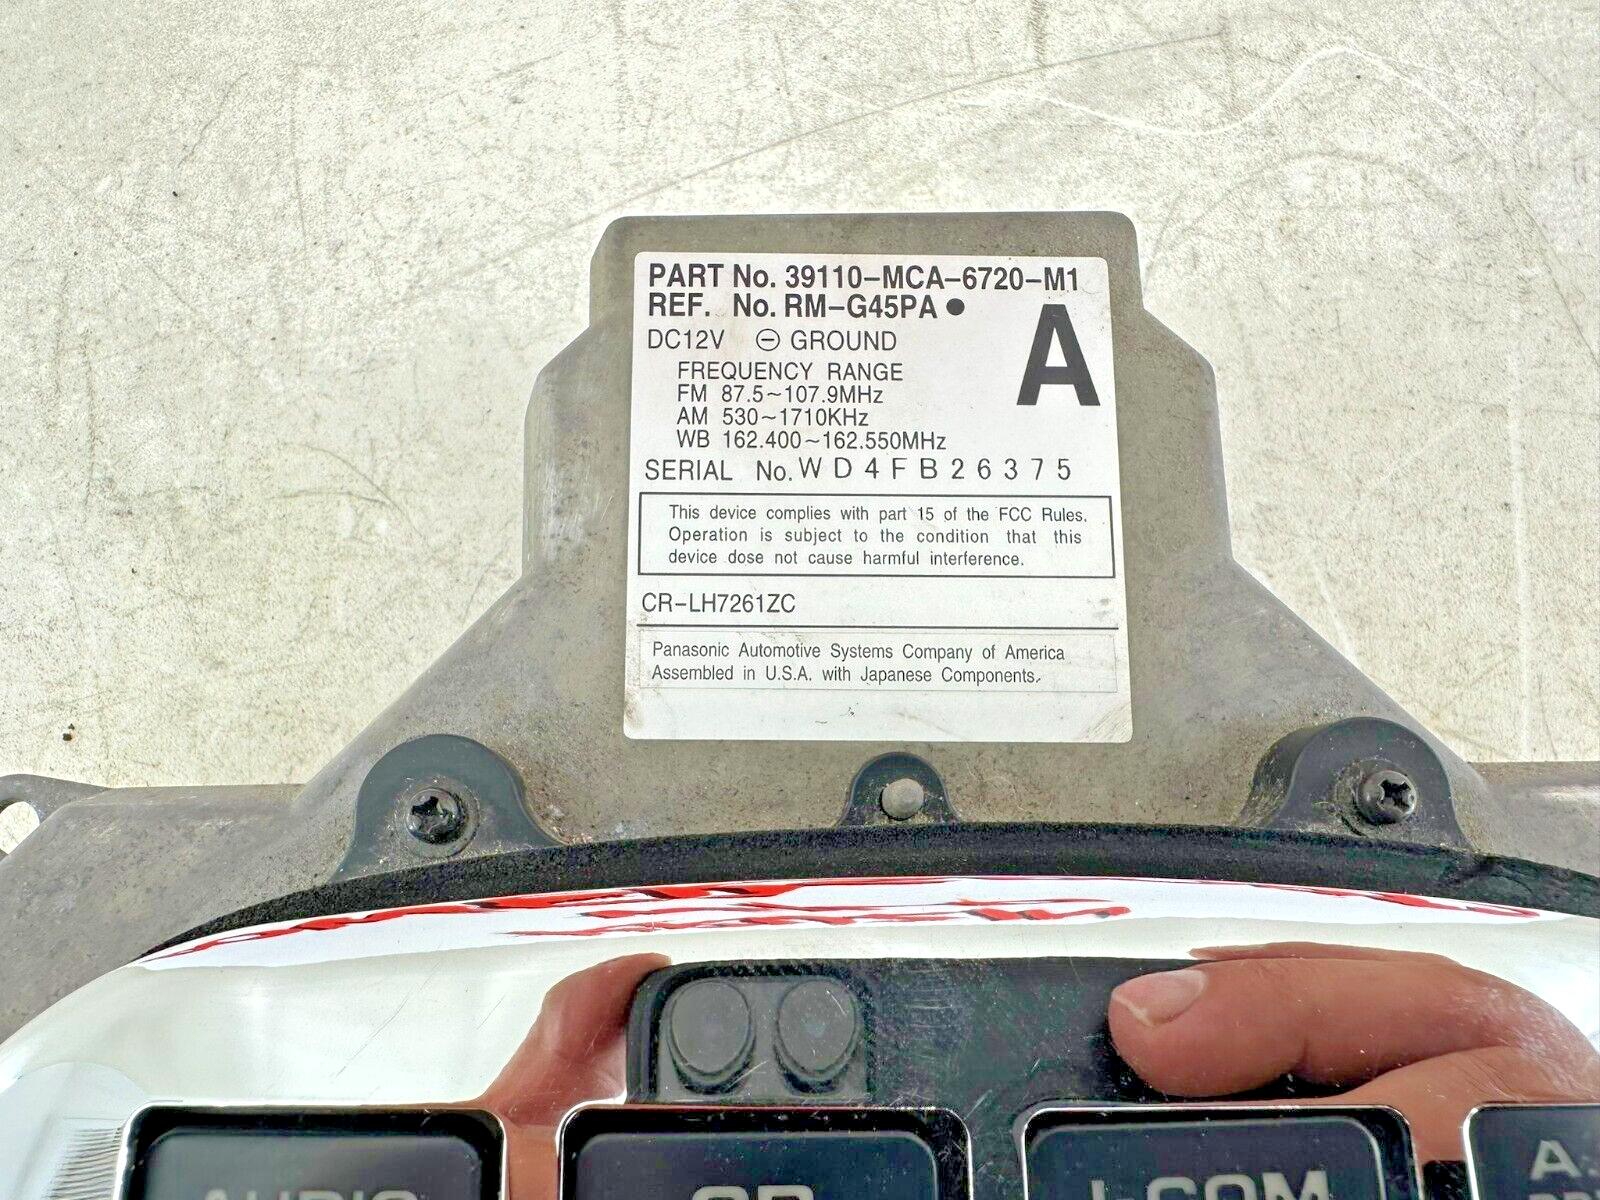 PART No. 39110-MCA-6720-M1
REF. No. RM-G45PA ●
A
DC12V ⊖ GROUND
FREQUENCY RANGE
FM 87.5~107.9MHz
AM 530~1710KHz
WB 162.400~162.550MHz
SERIAL No. WD4FB26375
This device complies with part 15 of the FCC Rules.
Operation is subject to the condition that this
device dose not cause harmful interference.
CR-LH7261ZC
Panasonic Automotive Systems Company of America
Assembled in U.S.A. with Japanese Components.
AUDIO
CB
I-COM